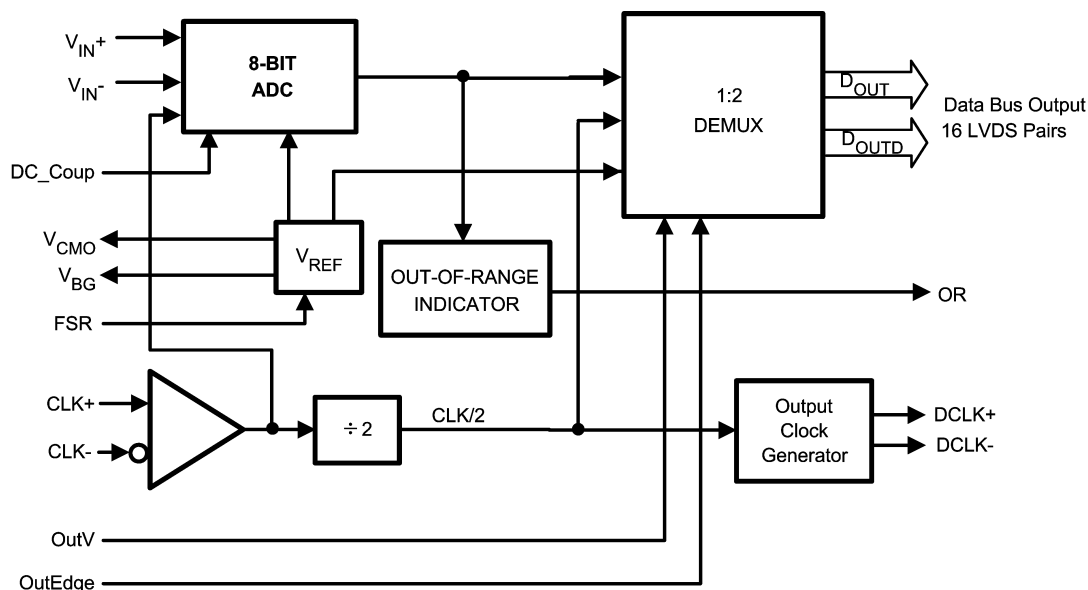 V_IN+
V_IN-
8-BIT
ADC
1:2
DEMUX
D_OUT
D_OUTD
Data Bus Output
16 LVDS Pairs
DC_Coup
V_CMO
V_BG
V_REF
FSR
OUT-OF-RANGE
INDICATOR
OR
CLK+
CLK-
÷ 2
CLK/2
Output
Clock
Generator
DCLK+
DCLK-
OutV
OutEdge